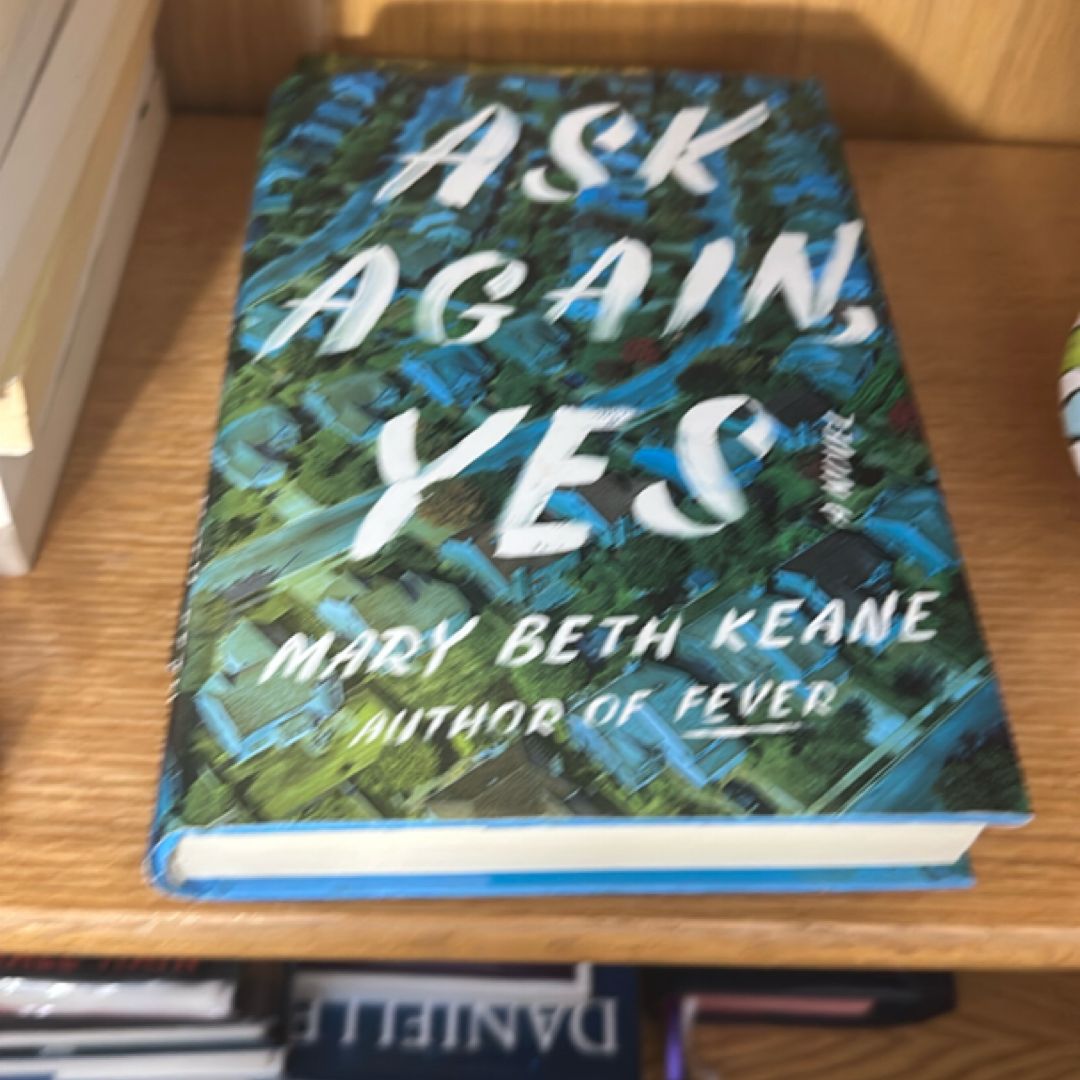 ASK
AGAIN,
YES
A NOVEL
MARY BETH KEANE
AUTHOR OF FEVER
DANIELLE